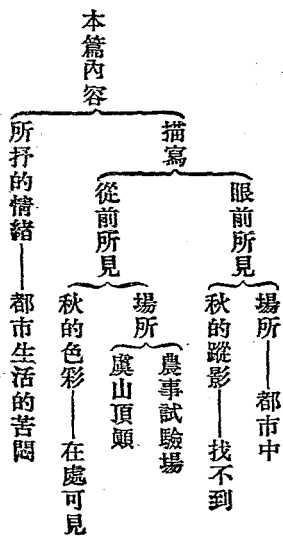 本篇內容
描寫
眼前所見
場所——都市中
秋的蹤影——找不到
從前所見
場所
農事試驗場
虞山頂顚
秋的色彩——在處可見
所抒的情緒——都市生活的苦悶